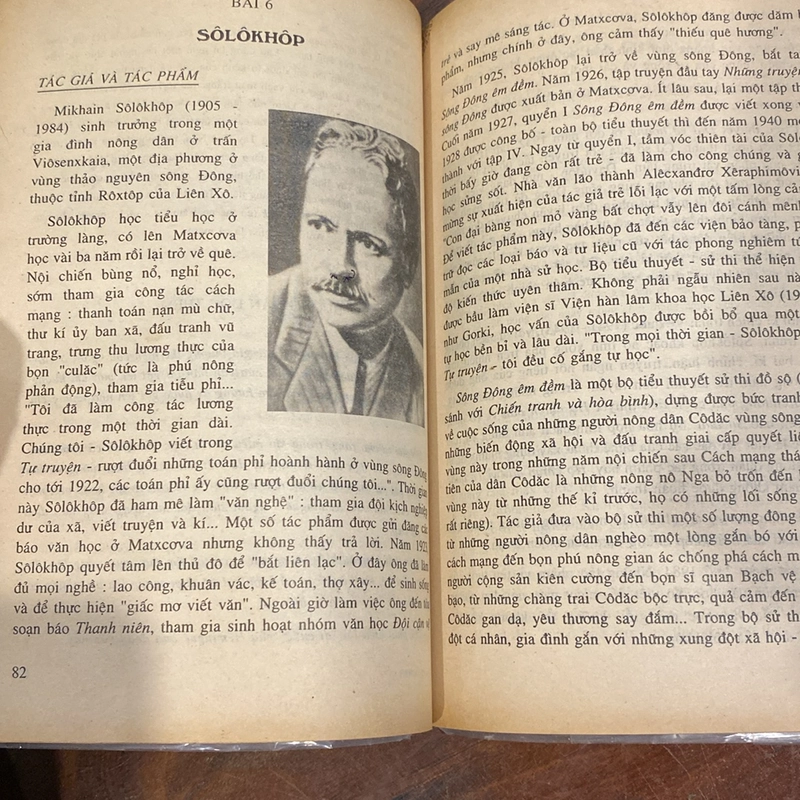 BÀI 6
SÔLÔKHÔP
TÁC GIẢ VÀ TÁC PHẨM
Mikhain Sôlôkhôp (1905 -
1984) sinh trưởng trong một
gia đình nông dân ở trấn
Viôsenxkaia, một địa phương ở
vùng thảo nguyên sông Đông,
thuộc tỉnh Rôxtôp của Liên Xô.
Sôlôkhôp học tiểu học ở
trường làng, có lên Matxcơva
học vài ba năm rồi lại trở về quê.
Nội chiến bùng nổ, nghỉ học,
sớm tham gia công tác cách
mạng : thanh toán nạn mù chữ,
thư kí ủy ban xã, đấu tranh vũ
trang, trưng thu lương thực của
bọn "culăc" (tức là phú nông
phản động), tham gia tiễu phỉ...
"Tôi đã làm công tác lương
thực trong một thời gian dài.
Chúng tôi - Sôlôkhôp viết trong
Tự truyện - rượt đuổi những toán phỉ hoành hành ở vùng sông Đông
cho tới 1922, các toán phỉ ấy cũng rượt đuổi chúng tôi...". Thời gian
này Sôlôkhôp đã ham mê làm "văn nghệ" : tham gia đội kịch nghiệp
dư của xã, viết truyện và kí... Một số tác phẩm được gửi đăng các
báo văn học ở Matxcơva nhưng không thấy trả lời. Năm
Sôlôkhôp quyết tâm lên thủ đô để "bắt liên lạc". Ở đây ông đã làm
đủ mọi nghề : lao công, khuân vác, kế toán, thợ xây... để sinh sống
và để thực hiện "giấc mơ viết văn". Ngoài giờ làm việc ông đến
soạn báo Thanh niên, tham gia sinh hoạt nhóm văn học Đội cận
82
trẻ và say mê sáng tác. Ở Matxcơva, Sôlôkhôp đăng được dăm
phẩm, nhưng chính ở đây, ông cảm thấy "thiếu quê hương".
Năm 1925, Sôlôkhôp lại trở về vùng sông Đông, bắt
Sông Đông êm đềm. Năm 1926, tập truyện đầu tay Những truyện
sông Đông được xuất bản ở Matxcơva. Ít lâu sau, lại một tập
Cuối năm 1927, quyển I Sông Đông êm đềm được viết xong
1928 được công bố - toàn bộ tiểu thuyết thì đến năm 1940
thành với tập IV. Ngay từ quyển I, tầm vóc thiên tài của
thời bấy giờ đang còn rất trẻ - đã làm cho công chúng và
học sửng sốt. Nhà văn lão thành Alêcxanđrơ
mừng sự xuất hiện của tác giả trẻ lỗi lạc với một tấm lòng
"Con đại bàng non mỏ vàng bất chợt vẫy lên đôi cánh
Để viết tác phẩm này, Sôlôkhôp đã đến các viện bảo tàng,
trữ đọc các loại báo và tư liệu cũ với tác phong nghiêm
mẫn của một nhà sử học. Bộ tiểu thuyết - sử thi thể hiện
độ kiến thức uyên thâm. Không phải ngẫu nhiên sau
được bầu làm viện sĩ Viện hàn lâm khoa học Liên Xô
như Gorki, học vấn của Sôlôkhôp được bồi bổ qua một
tự học bền bỉ và lâu dài. "Trong mọi thời gian - Sôlôkhôp
Tự truyện - tôi đều cố gắng tự học".
Sông Đông êm đềm là một bộ tiểu thuyết sử thi đồ sộ
sánh với Chiến tranh và hòa bình), dựng được bức tranh
về cuộc sống của những người nông dân Côdăc trong
những biến động xã hội và đấu tranh giai cấp quyết
vùng này trong những năm nội chiến sau Cách mạng
tiên của dân Côdăc là những nông nô Nga bỏ trốn đến
vùng này từ những thế kỉ trước, họ có những lối sống
rất riêng). Tác giả đưa vào bộ sử thi một số lượng đông
từ những người nông dân nghèo một lòng gắn bó với
cách mạng đến bọn phú nông gian ác chống phá cách
người cộng sản kiên cường đến bọn sĩ quan Bạch vệ
bạo, từ những chàng trai Côdăc bộc trực, quả cảm đến
Côdăc gan dạ, yêu thương say đắm... Trong bộ sử
đột cá nhân, gia đình gắn với những xung đột xã hội -